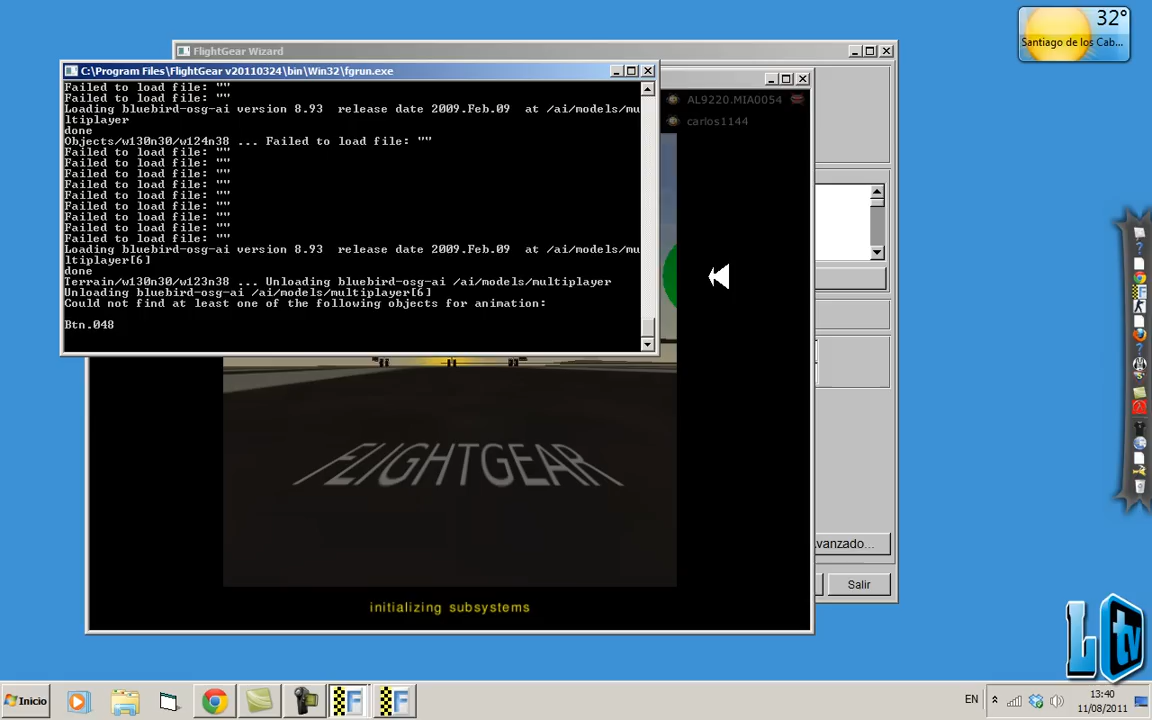 32°
Santiago de los Cab...
FlightGear Wizard
C:\Program Files\FlightGear v20110324\bin\Win32\fgrun.exe
Failed to load file: ""
Failed to load file: ""
Loading bluebird-osg-ai version 8.93  release date 2009.Feb.09  at /ai/models/mu
ltiplayer
done
Objects/w130n30/w124n38 ... Failed to load file: ""
Failed to load file: ""
Failed to load file: ""
Failed to load file: ""
Failed to load file: ""
Failed to load file: ""
Failed to load file: ""
Failed to load file: ""
Failed to load file: ""
Failed to load file: ""
Loading bluebird-osg-ai version 8.93  release date 2009.Feb.09  at /ai/models/mu
ltiplayer[6]
done
Terrain/w130n30/w123n38 ... Unloading bluebird-osg-ai /ai/models/multiplayer
Unloading bluebird-osg-ai /ai/models/multiplayer[6]
Could not find at least one of the following objects for animation:
Btn.048
AL9220.MIA0054
carlos1144
FLIGHTGEAR
initializing subsystems
Avanzado...
Salir
L tv
Inicio
EN
13:40
11/08/2011